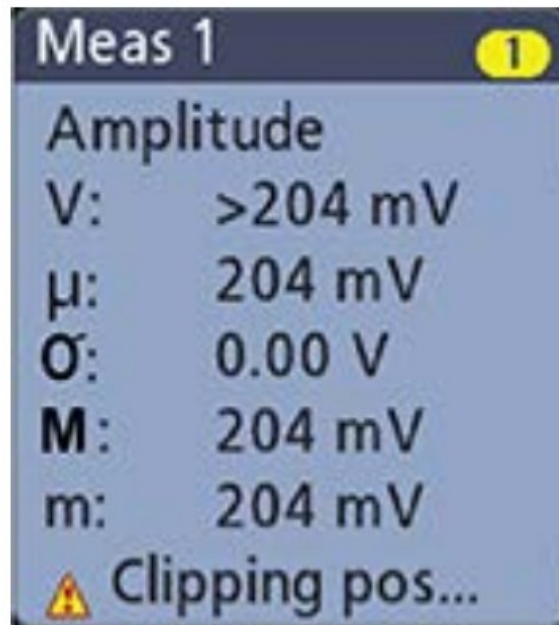 Meas 1 1
Amplitude
V: >204 mV
μ: 204 mV
σ: 0.00 V
M: 204 mV
m: 204 mV
Clipping pos...